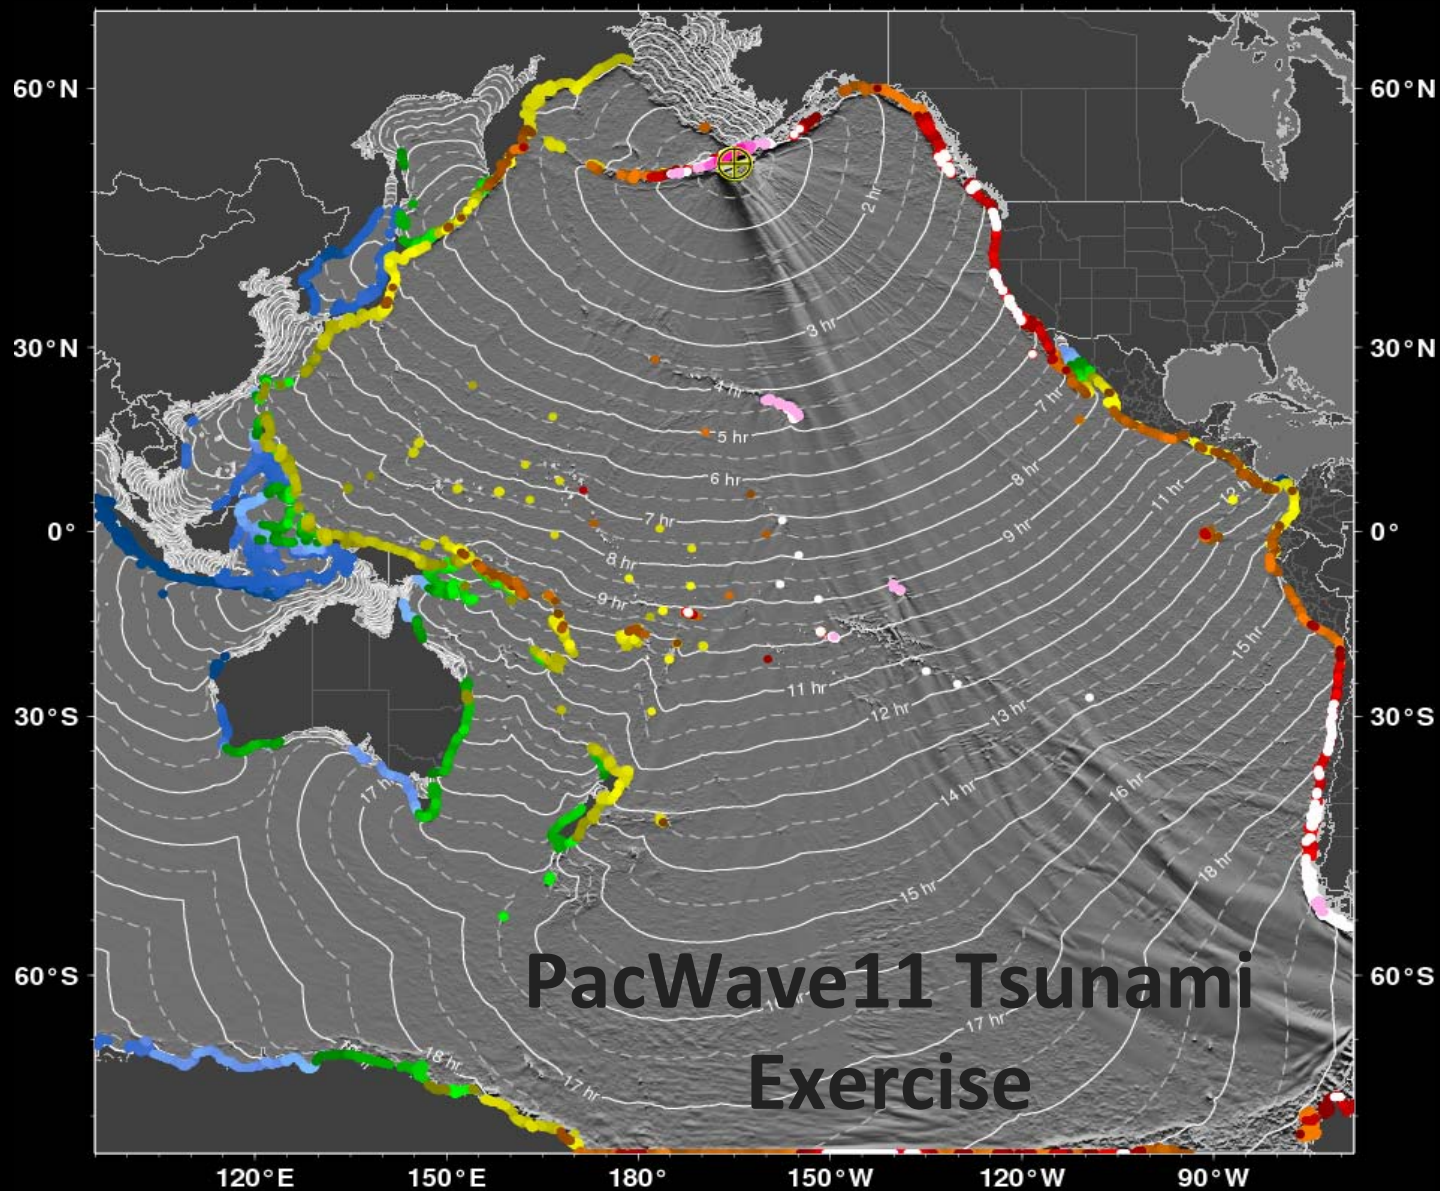 60°N
60°N
2 hr
3 hr
30°N
30°N
4 hr
7 hr
5 hr
6 hr
8 hr
11 hr
12 hr
7 hr
9 hr
0°
0°
8 hr
9 hr
15 hr
11 hr
12 hr
13 hr
30°S
30°S
17 hr
14 hr
16 hr
18 hr
15 hr
60°S
60°S
PacWave11 Tsunami
17 hr
18 hr
17 hr
Exercise
120°E
150°E
180°
150°W
120°W
90°W